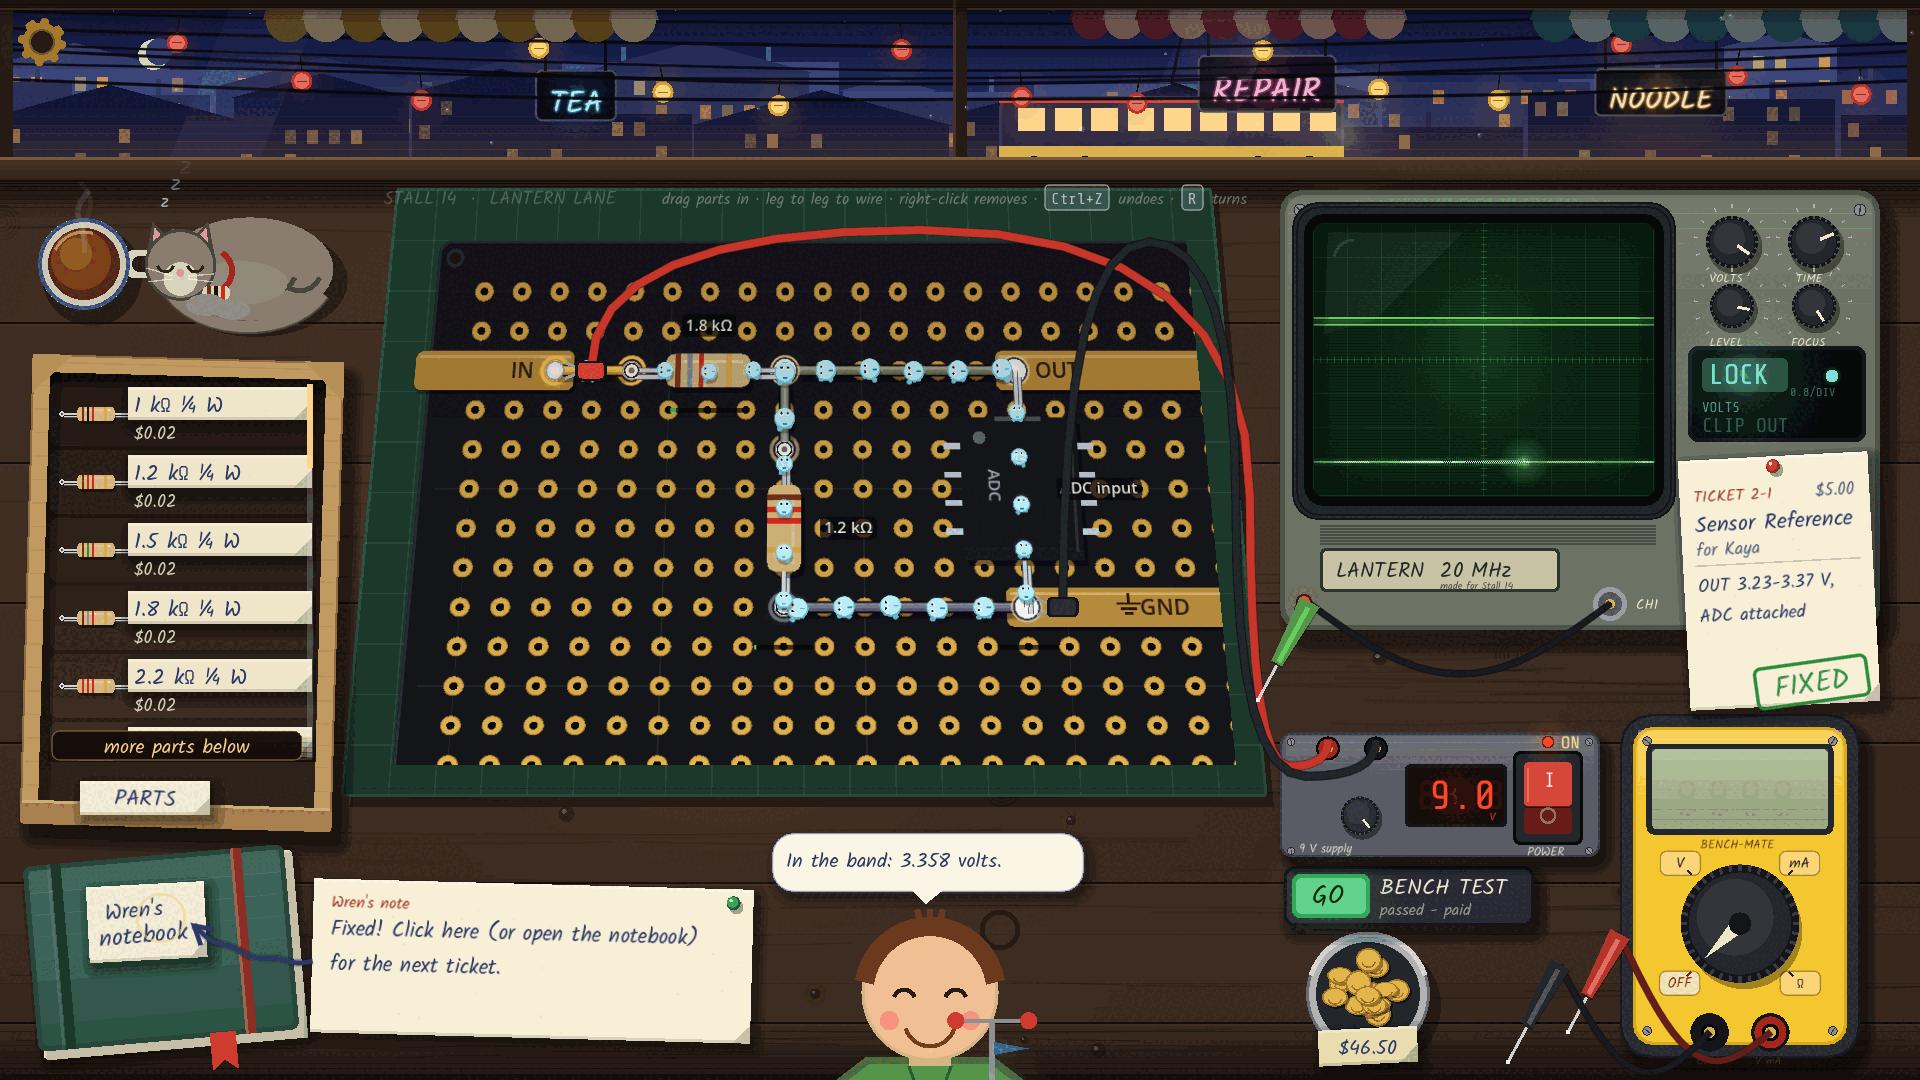 TEA
REPAIR
NOODLE
STALL 14 · LANTERN LANE
drag parts in · leg to leg to wire · right-click removes · Ctrl+Z undoes · R turns
IN
1.8 kΩ
OUT
ADC
DC input
1.2 kΩ
GND
1 kΩ ¼ W
$0.02
1.2 kΩ ¼ W
$0.02
1.5 kΩ ¼ W
$0.02
1.8 kΩ ¼ W
$0.02
2.2 kΩ ¼ W
$0.02
more parts below
PARTS
VOLTS
TIME
LEVEL
FOCUS
LOCK
0.8/DIV
VOLTS
CLIP OUT
LANTERN 20 MHz
made for Stall 14
CH1
TICKET 2-1 $5.00
Sensor Reference
for Kaya
OUT 3.23-3.37 V,
ADC attached
FIXED
ON
9.0
V
I
9 V supply
POWER
GO
BENCH TEST
passed - paid
$46.50
BENCH-MATE
V
mA
OFF
Ω
In the band: 3.358 volts.
Wren's
notebook
Wren's note
Fixed! Click here (or open the notebook)
for the next ticket.
z
z